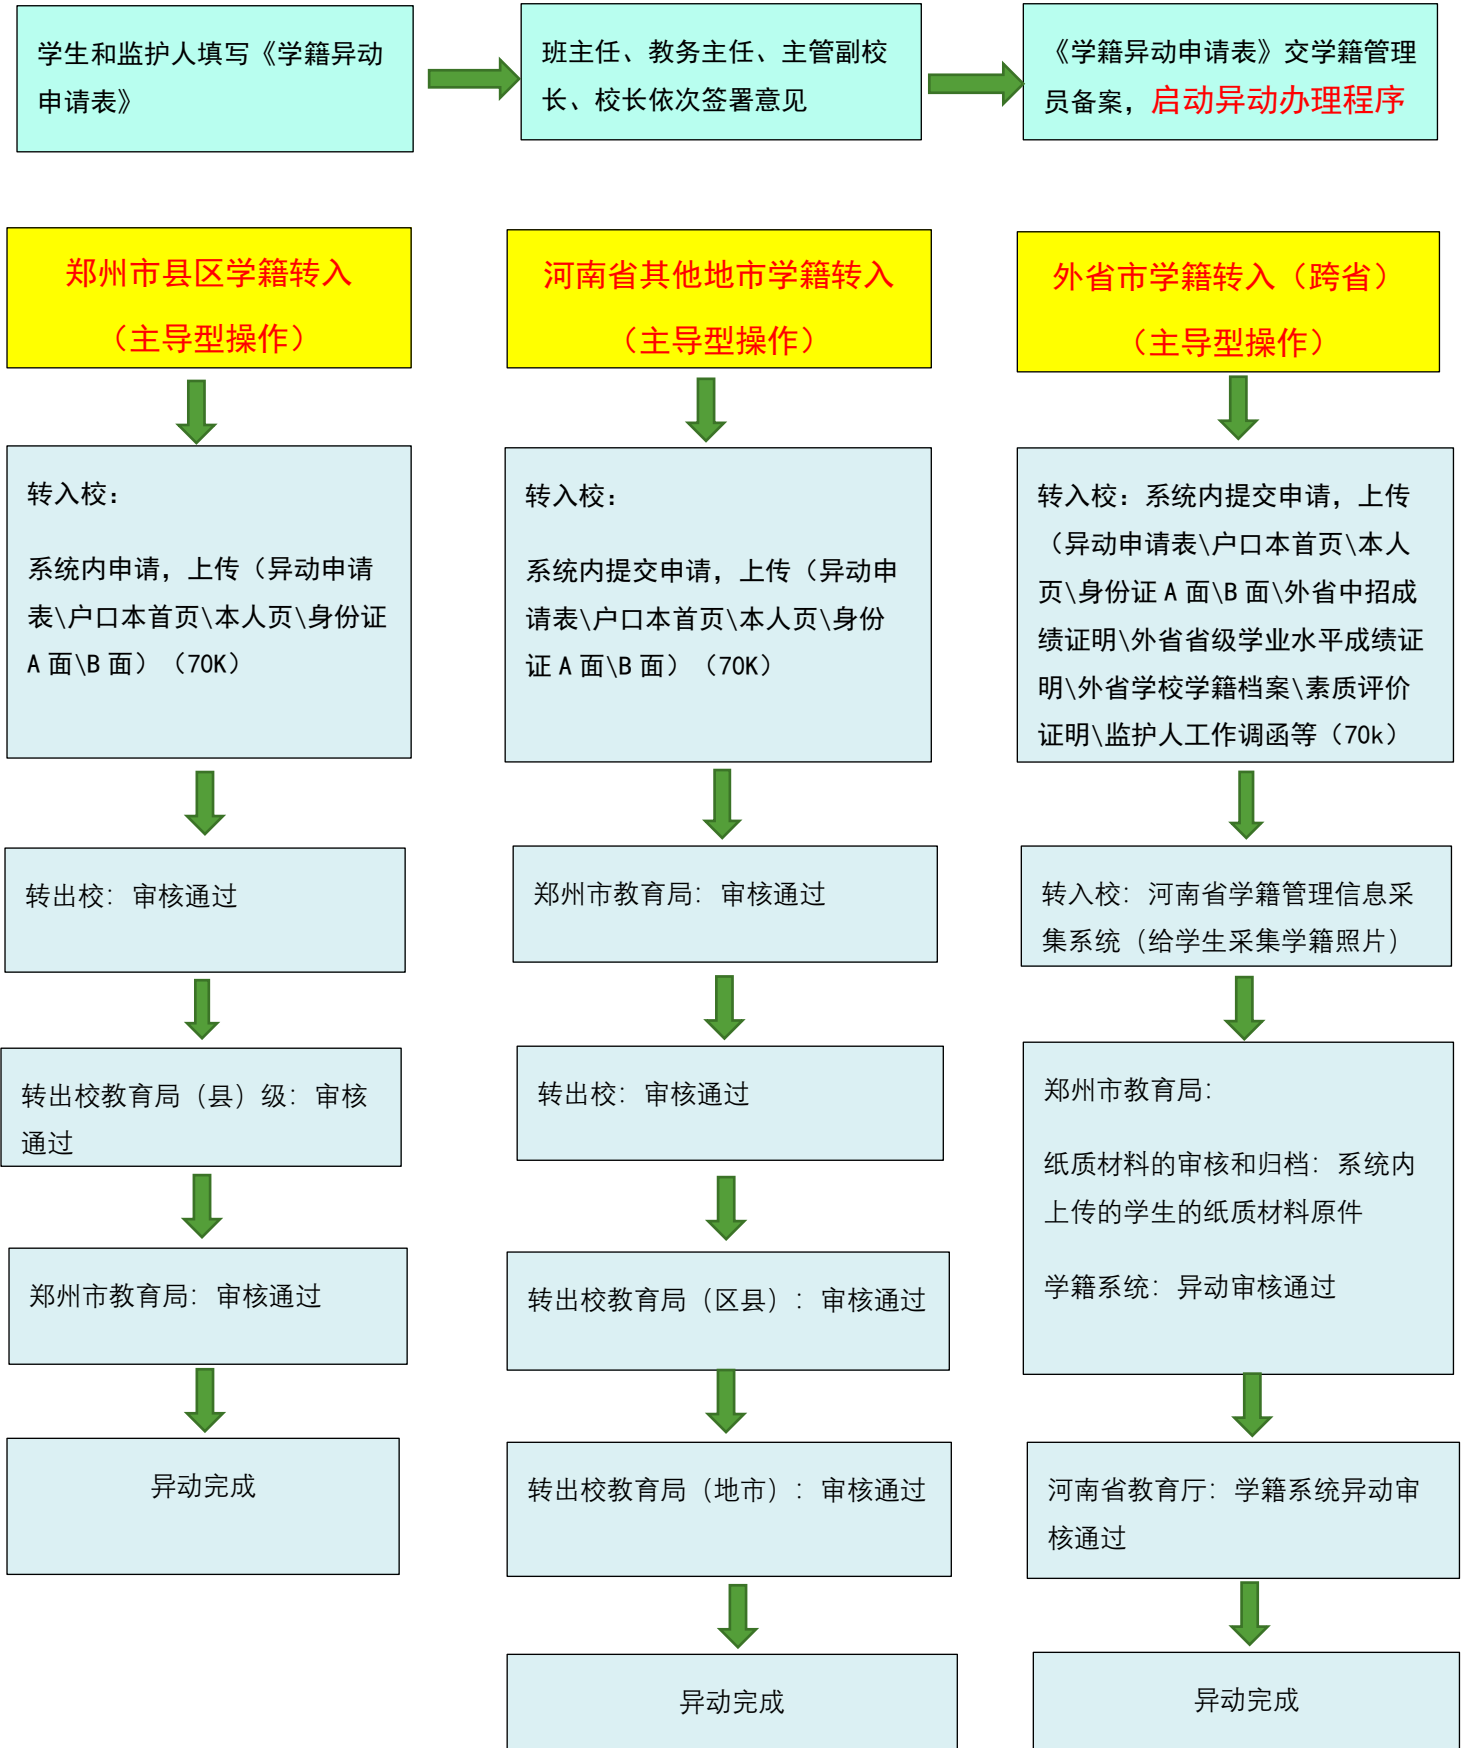 学生和监护人填写《学籍异动
申请表》
班主任、教务主任、主管副校
长、校长依次签署意见
《学籍异动申请表》交学籍管理
员备案，启动异动办理程序
郑州市县区学籍转入
（主导型操作）
转入校：
系统内申请，上传（异动申请
表\户口本首页\本人页\身份证
A面\B面）（70K）
转出校：审核通过
转出校教育局（县）级：审核
通过
郑州市教育局：审核通过
异动完成
河南省其他地市学籍转入
（主导型操作）
转入校：
系统内提交申请，上传（异动申
请表\户口本首页\本人页\身份
证A面\B面）（70K）
郑州市教育局：审核通过
转出校：审核通过
转出校教育局（区县）：审核通过
转出校教育局（地市）：审核通过
异动完成
外省市学籍转入（跨省）
（主导型操作）
转入校：系统内提交申请，上传
（异动申请表\户口本首页\本人
页\身份证A面\B面\外省中招成
绩证明\外省省级学业水平成绩证
明\外省学校学籍档案\素质评价
证明\监护人工作调函等（70k）
转入校：河南省学籍管理信息采
集系统（给学生采集学籍照片）
郑州市教育局：
纸质材料的审核和归档：系统内
上传的学生的纸质材料原件
学籍系统：异动审核通过
河南省教育厅：学籍系统异动审
核通过
异动完成